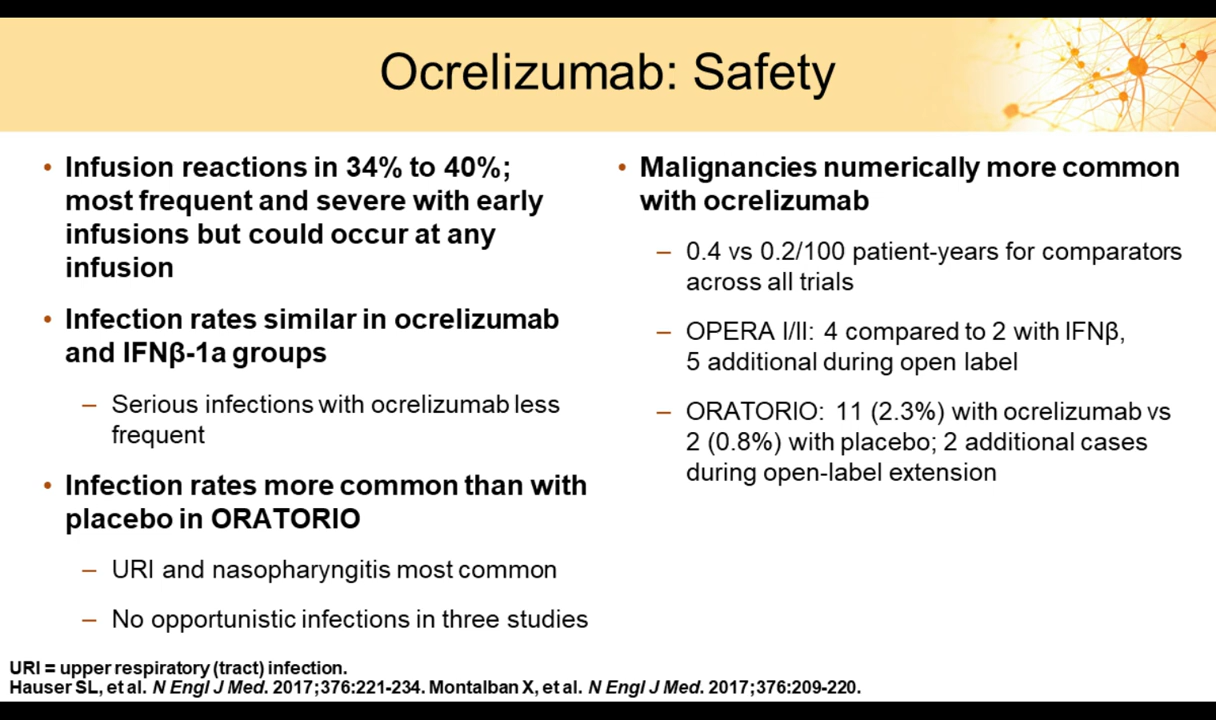 Ocrelizumab: Safety
• Infusion reactions in 34% to 40%;
most frequent and severe with early
infusions but could occur at any
infusion
• Infection rates similar in ocrelizumab
and IFNβ-1a groups
– Serious infections with ocrelizumab less
frequent
• Infection rates more common than with
placebo in ORATORIO
– URI and nasopharyngitis most common
– No opportunistic infections in three studies
• Malignancies numerically more common
with ocrelizumab
– 0.4 vs 0.2/100 patient-years for comparators
across all trials
– OPERA I/II: 4 compared to 2 with IFNβ,
5 additional during open label
– ORATORIO: 11 (2.3%) with ocrelizumab vs
2 (0.8%) with placebo; 2 additional cases
during open-label extension
URI = upper respiratory (tract) infection.
Hauser SL, et al. N Engl J Med. 2017;376:221-234. Montalban X, et al. N Engl J Med. 2017;376:209-220.